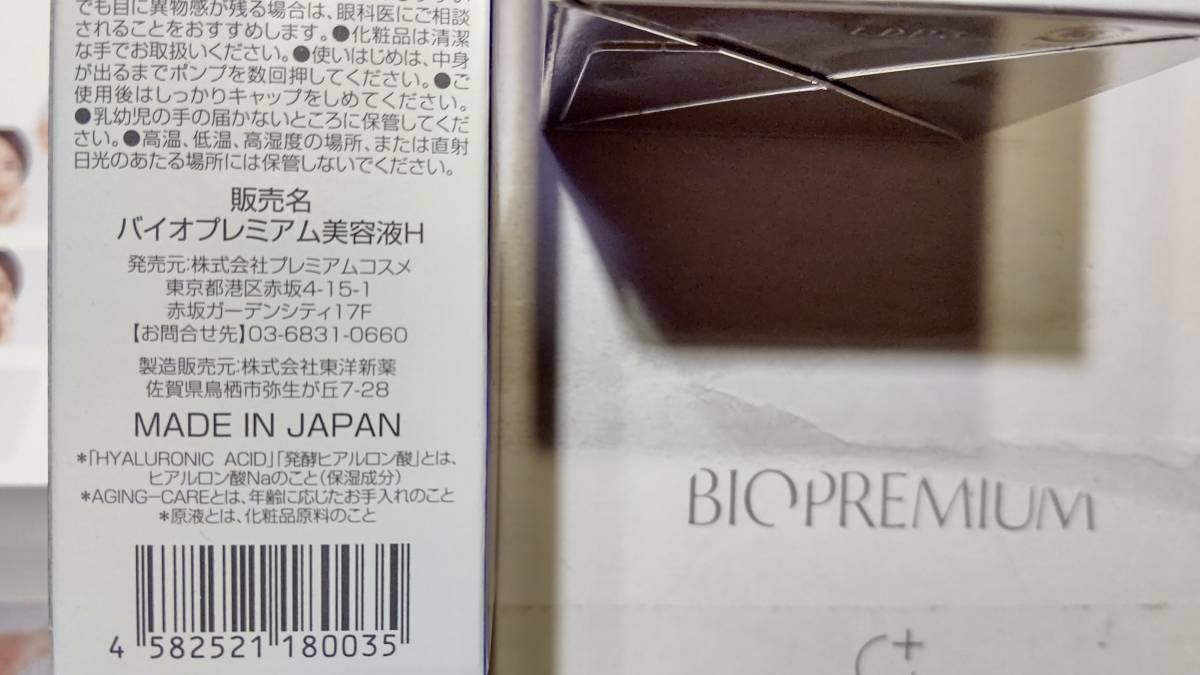 でも目に異物感が残る場合は、眼科医にご相談
されることをおすすめします。●化粧品は清潔
な手でお取扱いください。●使いはじめは、中身
が出るまでポンプを数回押してください。●ご
使用後はしっかりキャップをしめてください。
●乳幼児の手の届かないところに保管してくだ
さい。●高温、低温、高湿度の場所、または直射
日光のあたる場所には保管しないでください。
販売名
バイオプレミアム美容液H
発売元:株式会社プレミアムコスメ
東京都港区赤坂4-15-1
赤坂ガーデンシティ17F
【お問合せ先】03-6831-0660
製造販売元:株式会社東洋新薬
佐賀県鳥栖市弥生が丘7-28
MADE IN JAPAN
*「HYALURONIC ACID」「発酵ヒアルロン酸」とは、
ヒアルロン酸Naのこと(保湿成分)
*AGING-CAREとは、年齢に応じたお手入れのこと
*原液とは、化粧品原料のこと
4 582521 180035
BIOPREMIUM
C+